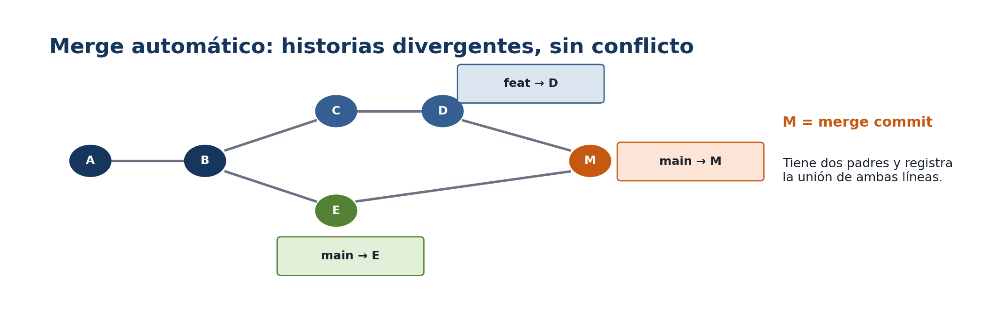 Merge automático: historias divergentes, sin conflicto
feat → D
C
D
M = merge commit
A
B
M
main → M
Tiene dos padres y registra
la unión de ambas líneas.
E
main → E